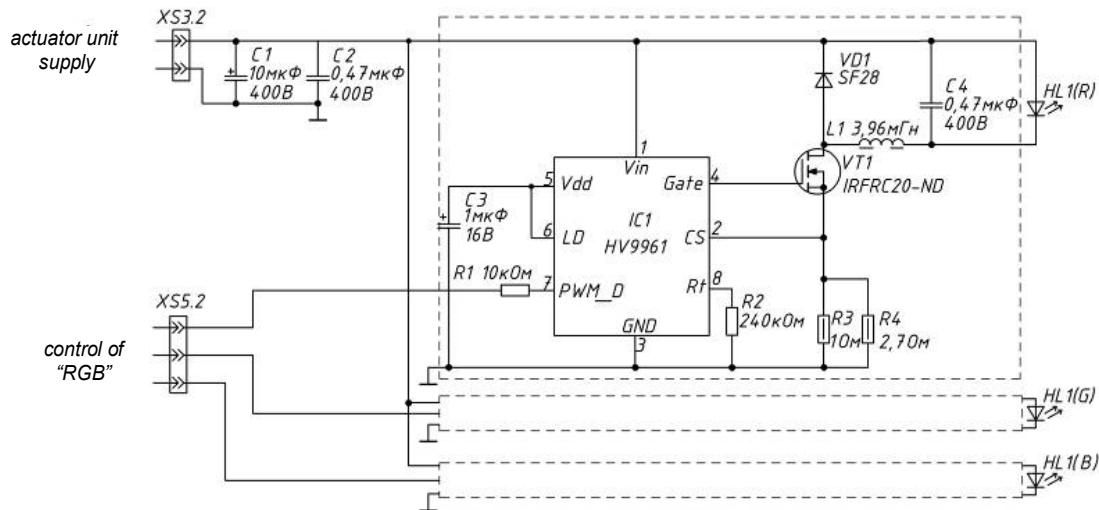 XS3.2
actuator unit
supply
C1
10мкФ
400В
C2
0,47мкФ
400В
VD1
SF28
C4
0,47мкФ
400В
HL1(R)
L1 3,96мГн
VT1
IRFRC20-ND
1
Vin
5
Vdd
Gate
4
C3
1мкФ
16В
IC1
HV9961
6
LD
CS
2
R1 10кОм
7
PWM_D
Rt
8
R2
240кОм
R3
1Ом
R4
2,7Ом
GND
3
XS5.2
control of
“RGB”
HL1(G)
HL1(B)